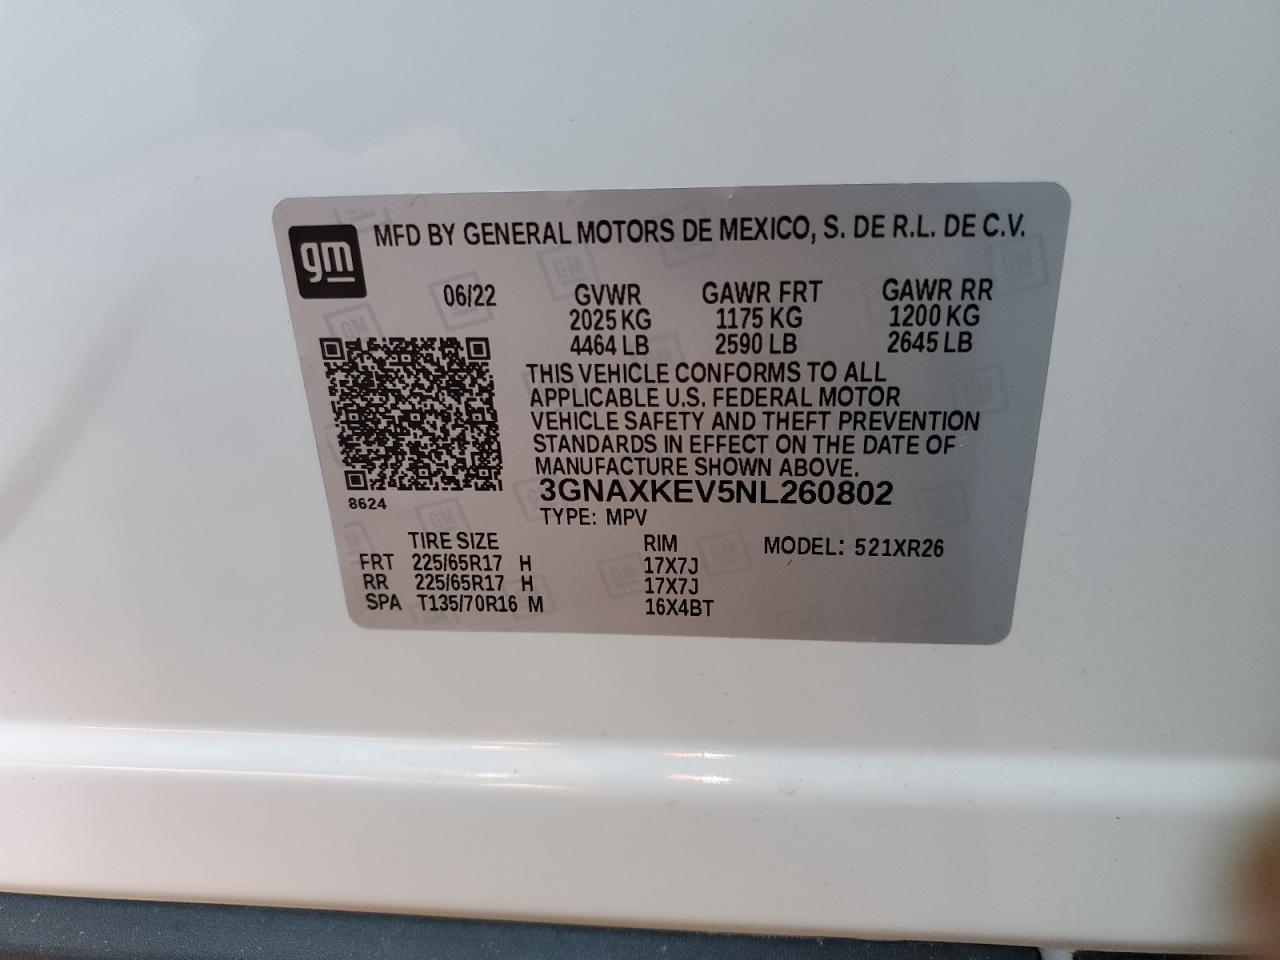 gm
MFD BY GENERAL MOTORS DE MEXICO, S. DE R.L. DE C.V.
06/22 GVWR GAWR FRT GAWR RR
2025 KG 1175 KG 1200 KG
4464 LB 2590 LB 2645 LB
THIS VEHICLE CONFORMS TO ALL
APPLICABLE U.S. FEDERAL MOTOR
VEHICLE SAFETY AND THEFT PREVENTION
STANDARDS IN EFFECT ON THE DATE OF
MANUFACTURE SHOWN ABOVE.
3GNAXKEV5NL260802
8624
TYPE: MPV
TIRE SIZE RIM MODEL: 521XR26
FRT 225/65R17 H 17X7J
RR 225/65R17 H 17X7J
SPA T135/70R16 M 16X4BT